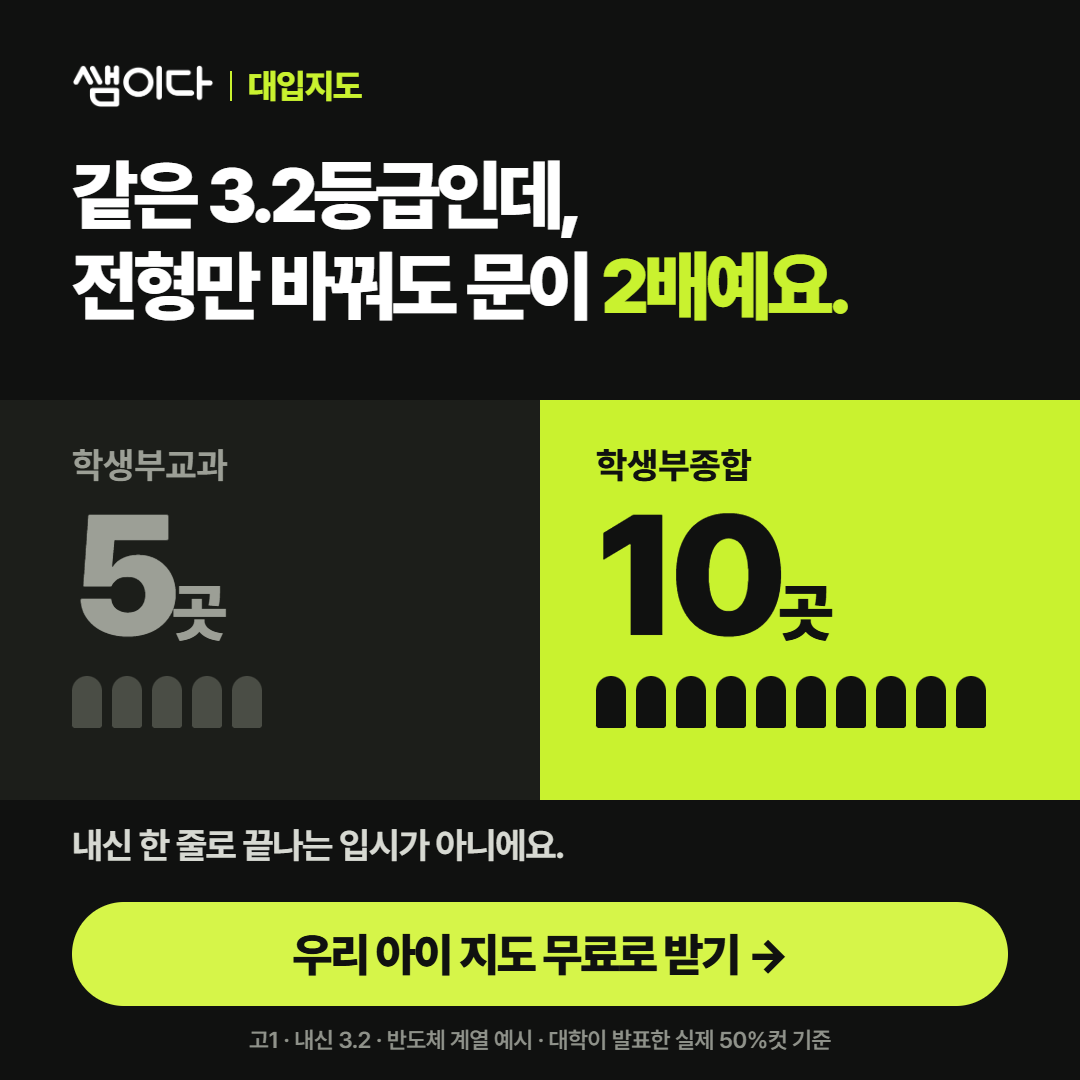 쌤이다 | 대입지도
같은 3.2등급인데,
전형만 바꿔도 문이 2배예요.
학생부교과
5곳
학생부종합
10곳
내신 한 줄로 끝나는 입시가 아니에요.
우리 아이 지도 무료로 받기 →
고1 · 내신 3.2 · 반도체 계열 예시 · 대학이 발표한 실제 50%컷 기준